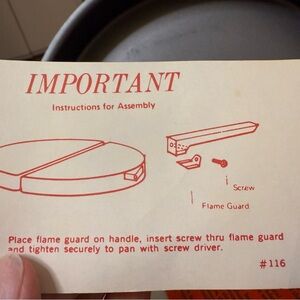 IMPORTANT
Instructions for Assembly
Screw
Flame Guard
Place flame guard on handle, insert screw thru flame guard
and tighten securely to pan with screw driver.
#116